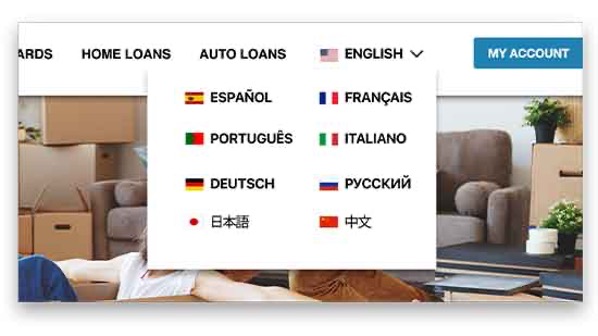 ARDS HOME LOANS AUTO LOANS ENGLISH MY ACCOUNT
ESPAÑOL FRANÇAIS
PORTUGUÊS ITALIANO
DEUTSCH РУССКИЙ
日本語 中文